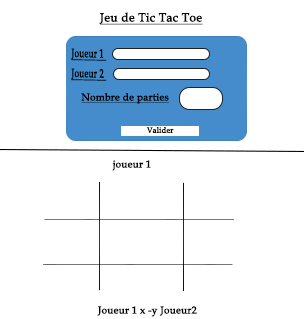 Jeu de Tic Tac Toe
Joueur 1
Joueur 2
Nombre de parties
Valider
joueur 1
Joueur 1 x -y Joueur2